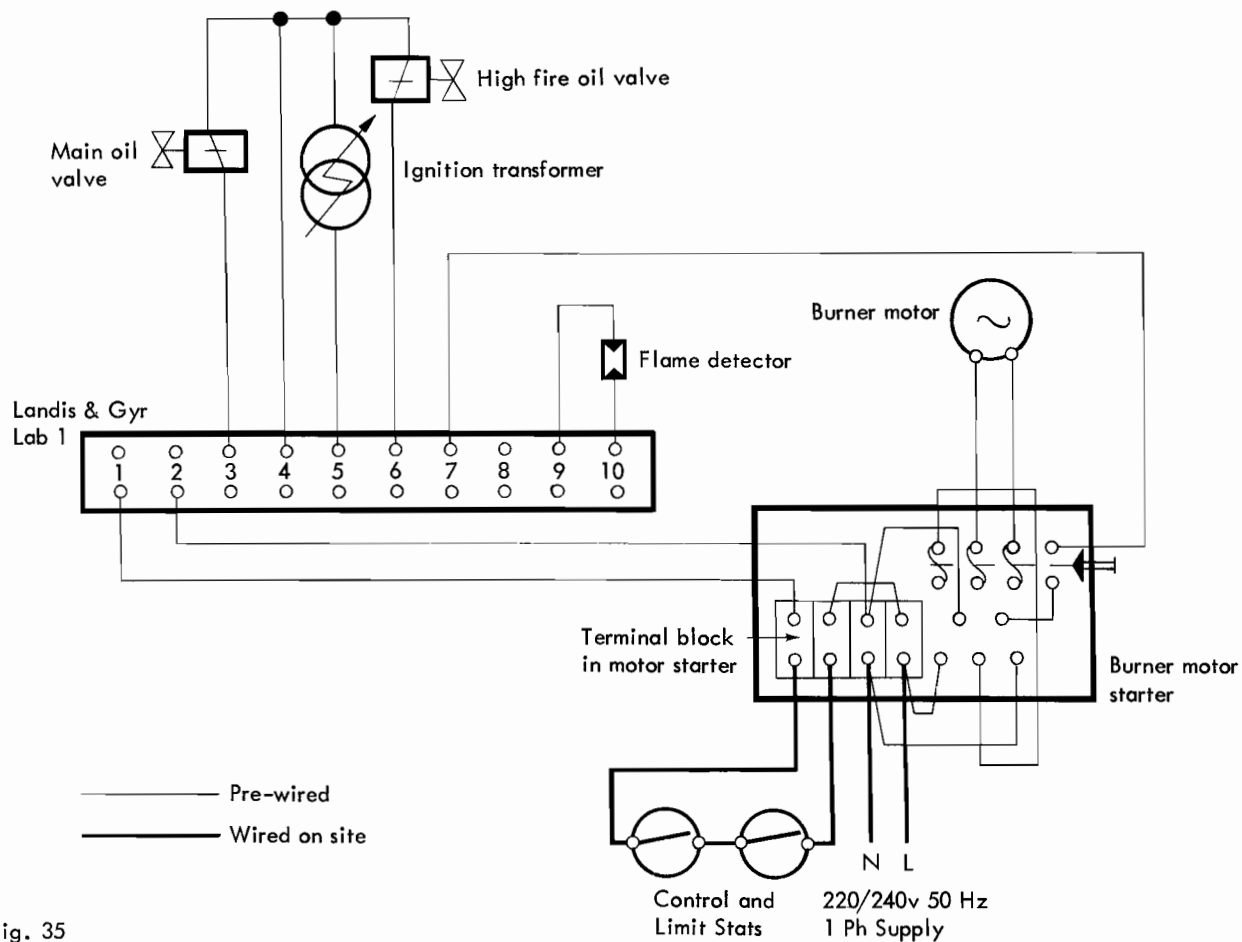 High fire oil valve
Main oil
valve
Ignition transformer
Burner motor
Flame detector
Landis & Gyr
Lab 1
1 2 3 4 5 6 7 8 9 10
Terminal block
in motor starter
Burner motor
starter
Pre-wired
Wired on site
N L
Control and
Limit Stats
220/240v 50 Hz
1 Ph Supply
ig. 35